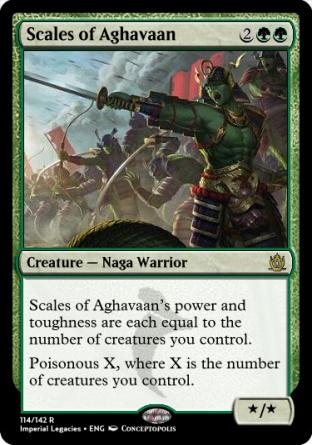 Scales of Aghavaan 2
Creature — Naga Warrior
Scales of Aghavaan's power and
toughness are each equal to the
number of creatures you control.
Poisonous X, where X is the number
of creatures you control.
*/*
114/142 R
Imperial Legacies • ENG Conceptopolis